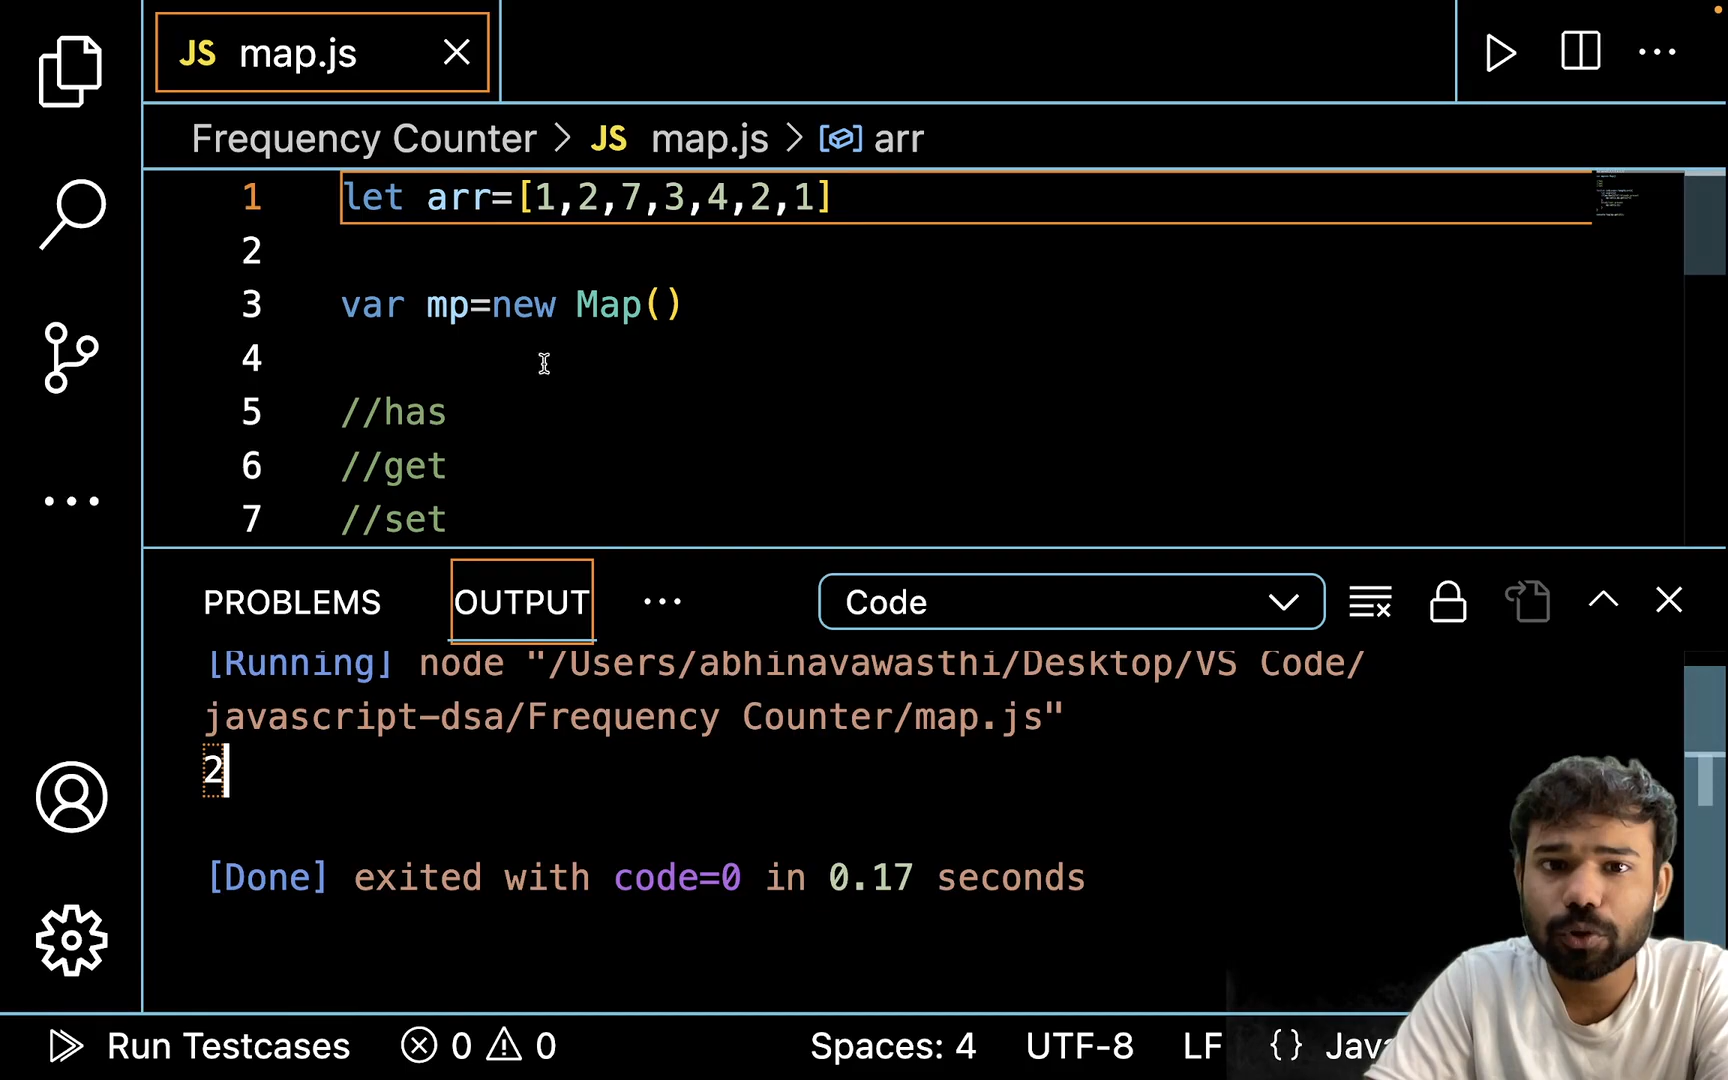 JS map.js
Frequency Counter > JS map.js > arr
1 let arr=[1,2,7,3,4,2,1]
2
3 var mp=new Map()
4
5 //has
6 //get
7 //set
PROBLEMS OUTPUT ... Code
[Running] node "/Users/abhinavawasthi/Desktop/VS Code/
javascript-dsa/Frequency Counter/map.js"
2
[Done] exited with code=0 in 0.17 seconds
Run Testcases 0 0 Spaces: 4 UTF-8 LF {}